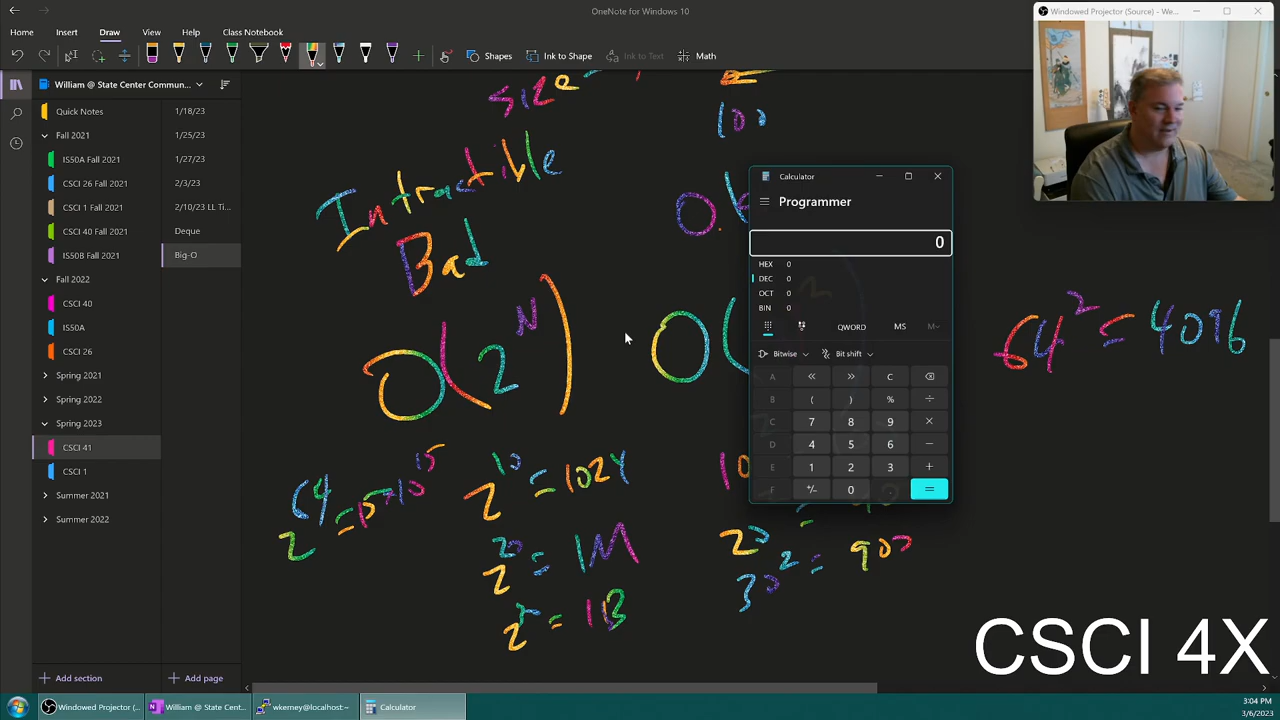 OneNote for Windows 10
Windowed Projector (Source) - We...
Home Insert Draw View Help Class Notebook
Shapes Ink to Shape Ink to Text Math
William @ State Center Commun...
Quick Notes
Fall 2021
IS50A Fall 2021
CSCI 26 Fall 2021
CSCI 1 Fall 2021
CSCI 40 Fall 2021
IS50B Fall 2021
Fall 2022
CSCI 40
IS50A
CSCI 26
Spring 2021
Spring 2022
Spring 2023
CSCI 41
CSCI 1
Summer 2021
Summer 2022
Add section
1/18/23
1/25/23
1/27/23
2/3/23
2/10/23 LL Ti...
Deque
Big-O
Add page
size
100
Intractible
Bad
O(2^N)
O(
64^2 = 4096
2^10 = 1024
2^20 = 1M
= 1B
20
30^2 = 900
Calculator
Programmer
0
HEX 0
DEC 0
OCT 0
BIN 0
QWORD MS M
Bitwise Bit shift
A << >> C
B ( ) % ÷
C 7 8 9 ×
D 4 5 6 −
E 1 2 3 +
F +/- 0 . =
CSCI 4X
Windowed Projector (... William @ State Cent... wkerney@localhost:~ Calculator
3:04 PM
3/6/2023